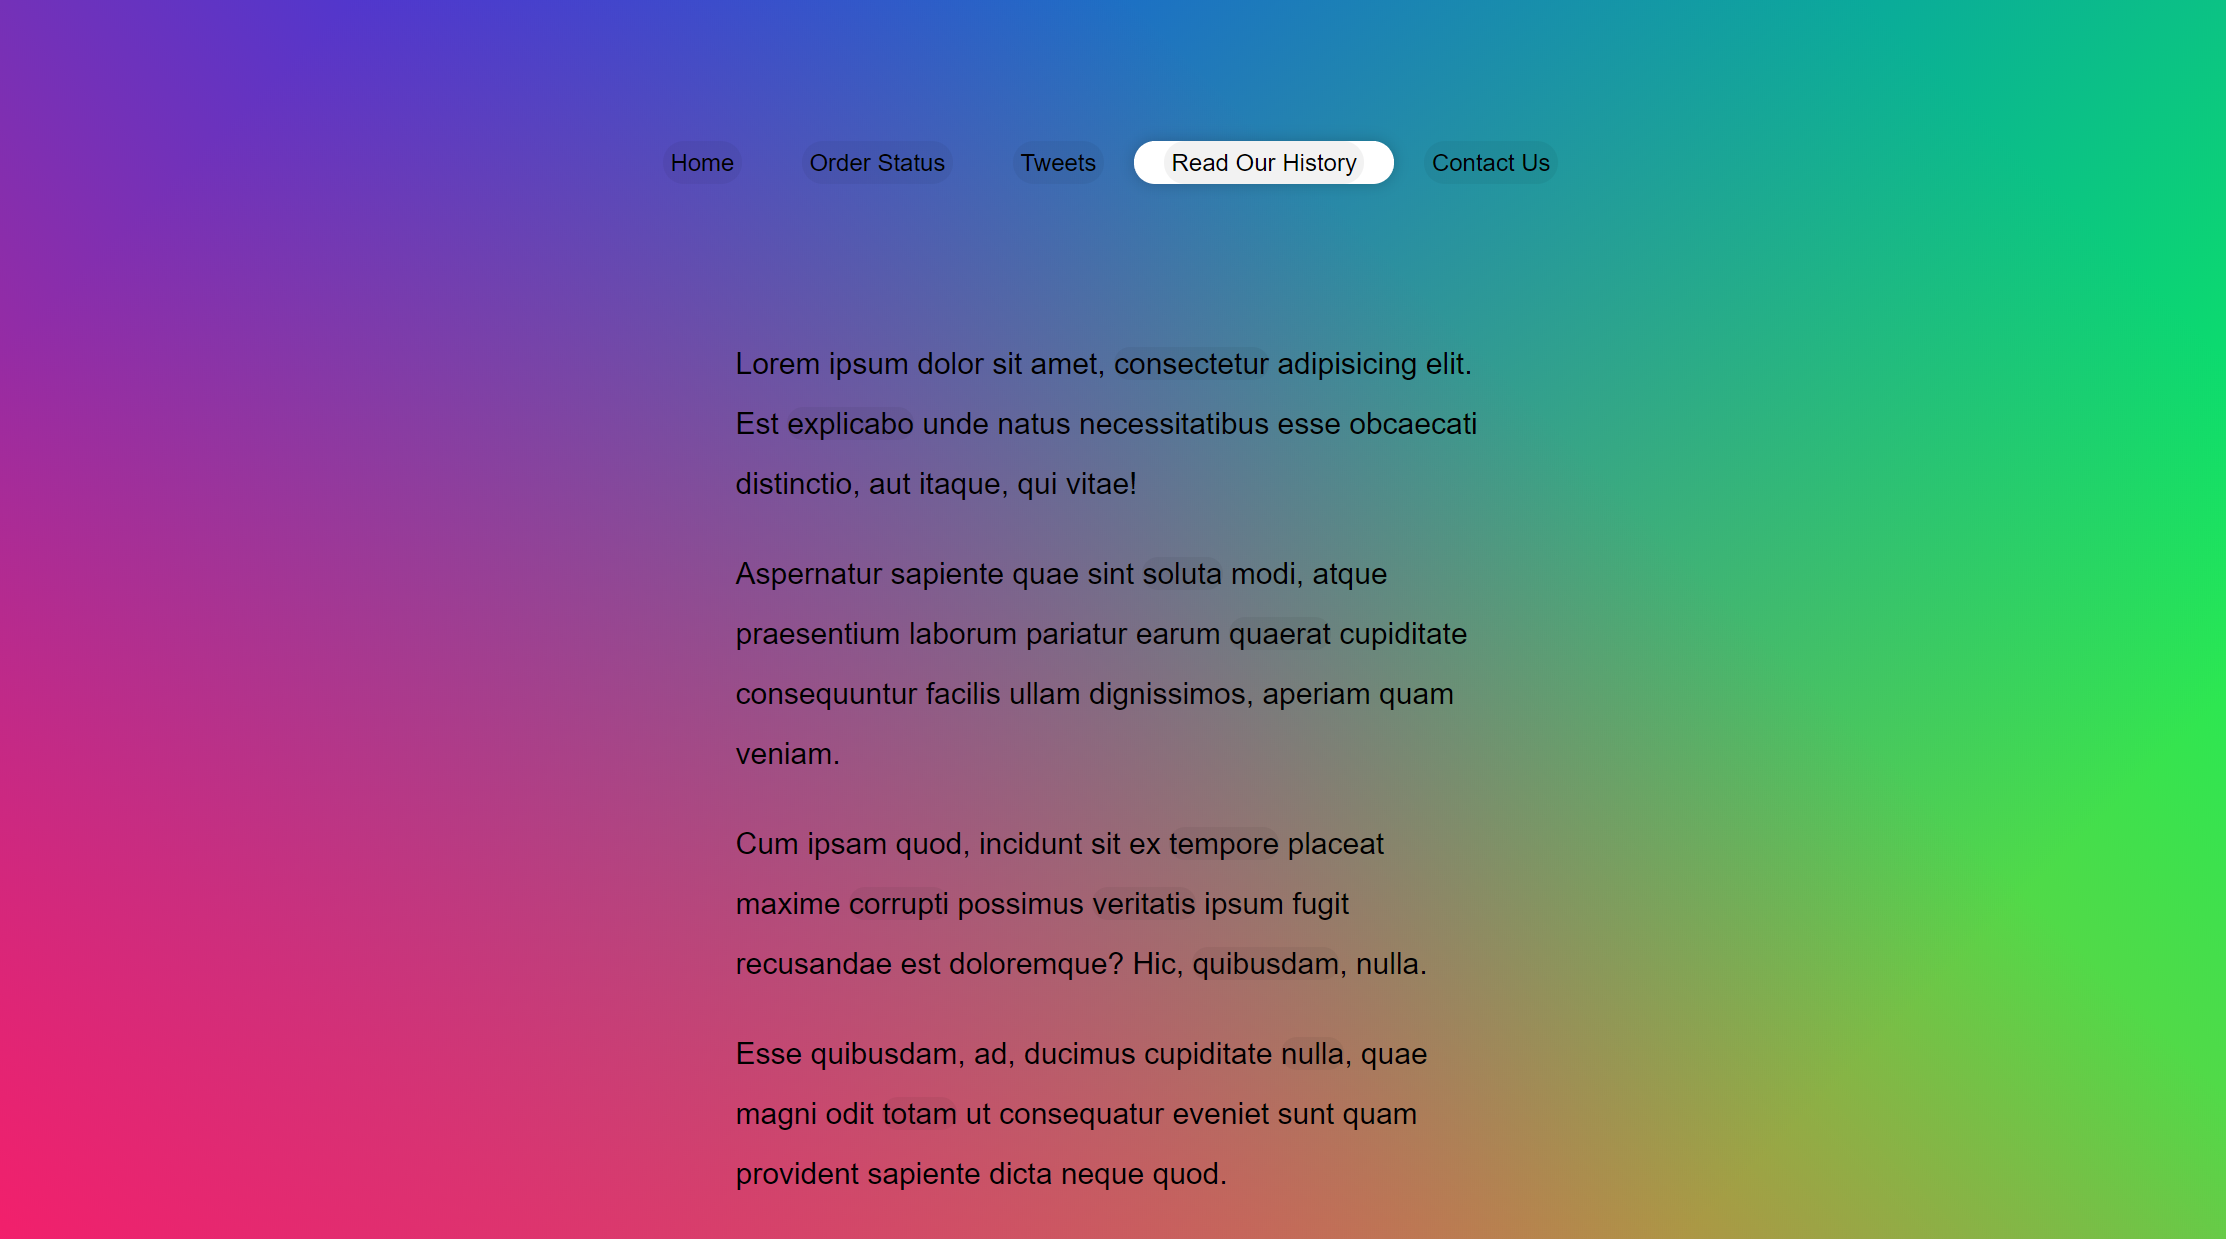 Home Order Status Tweets Read Our History Contact Us
Lorem ipsum dolor sit amet, consectetur adipisicing elit.
Est explicabo unde natus necessitatibus esse obcaecati
distinctio, aut itaque, qui vitae!
Aspernatur sapiente quae sint soluta modi, atque
praesentium laborum pariatur earum quaerat cupiditate
consequuntur facilis ullam dignissimos, aperiam quam
veniam.
Cum ipsam quod, incidunt sit ex tempore placeat
maxime corrupti possimus veritatis ipsum fugit
recusandae est doloremque? Hic, quibusdam, nulla.
Esse quibusdam, ad, ducimus cupiditate nulla, quae
magni odit totam ut consequatur eveniet sunt quam
provident sapiente dicta neque quod.